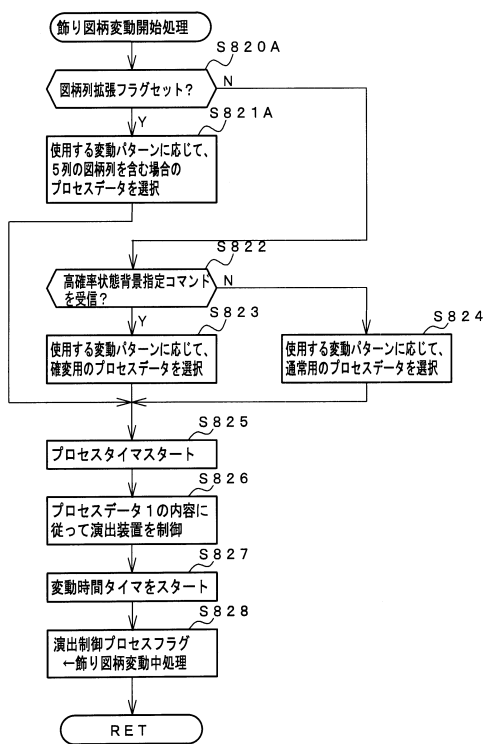 飾り図柄変動開始処理
S820A
図柄列拡張フラグセット?
N
Y
S821A
使用する変動パターンに応じて、
5列の図柄列を含む場合の
プロセスデータを選択
S822
高確率状態背景指定コマンド
を受信?
N
Y
S823
使用する変動パターンに応じて、
確変用のプロセスデータを選択
S824
使用する変動パターンに応じて、
通常用のプロセスデータを選択
S825
プロセスタイマスタート
S826
プロセスデータ1の内容に
従って演出装置を制御
S827
変動時間タイマをスタート
S828
演出制御プロセスフラグ
←飾り図柄変動中処理
RET